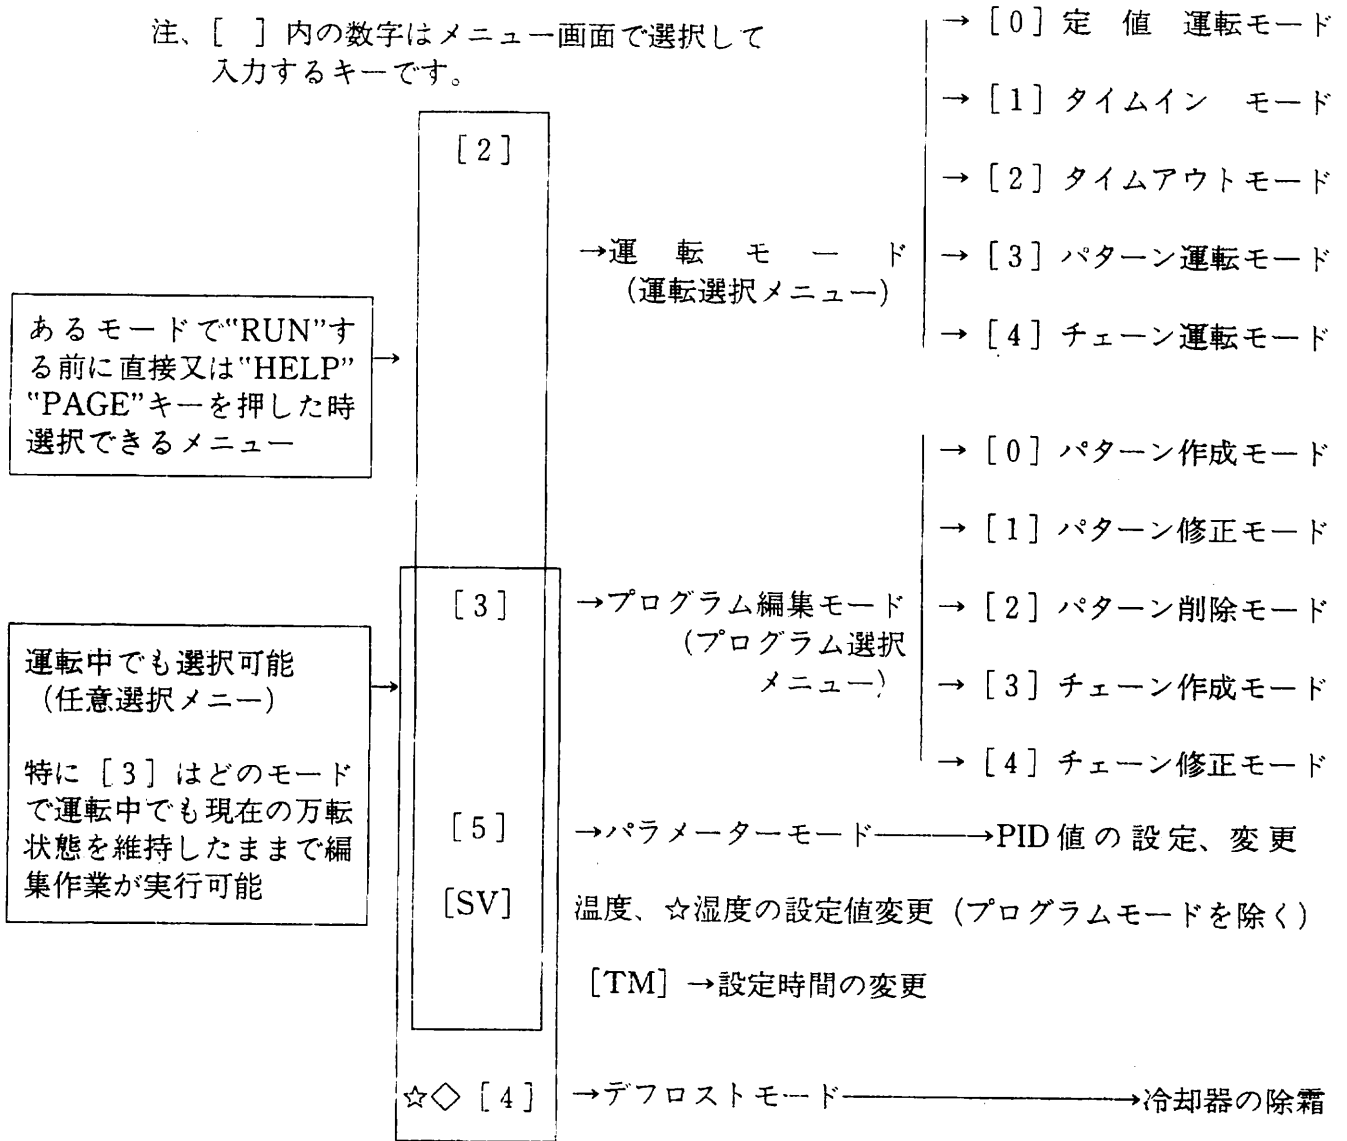 注、[ ] 内の数字はメニュー画面で選択して
入力するキーです。
→ [0] 定 値 運転モード
→ [1] タイムイン モード
→ [2] タイムアウトモード
→ [3] パターン運転モード
→ [4] チェーン運転モード
[2]
→運 転 モ ー ド
(運転選択メニュー)
あるモードで“RUN”す
る前に直接又は“HELP”
“PAGE”キーを押した時
選択できるメニュー
→
→ [0] パターン作成モード
→ [1] パターン修正モード
→ [2] パターン削除モード
→ [3] チェーン作成モード
→ [4] チェーン修正モード
[3]
→プログラム編集モード
(プログラム選択
メニュー)
運転中でも選択可能
(任意選択メニー)
特に [3] はどのモード
で運転中でも現在の万転
状態を維持したままで編
集作業が実行可能
→
[5] →パラメーターモード→PID値の設定、変更
[SV] 温度、☆湿度の設定値変更 (プログラムモードを除く)
[TM] →設定時間の変更
☆◇ [4] →デフロストモード→冷却器の除霜